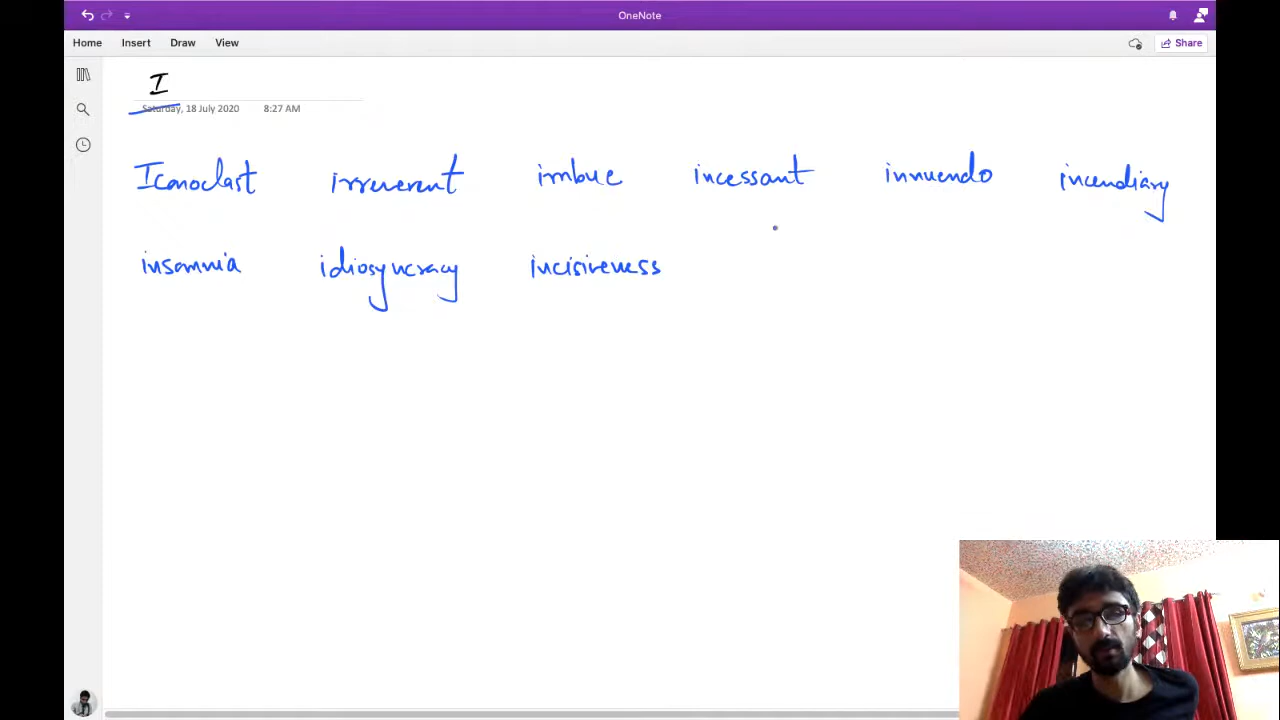 OneNote
Home Insert Draw View Share
I
Saturday, 18 July 2020 8:27 AM
Iconoclast irreverent imbue incessant innuendo incendiary
insomnia idiosyncracy incisiveness